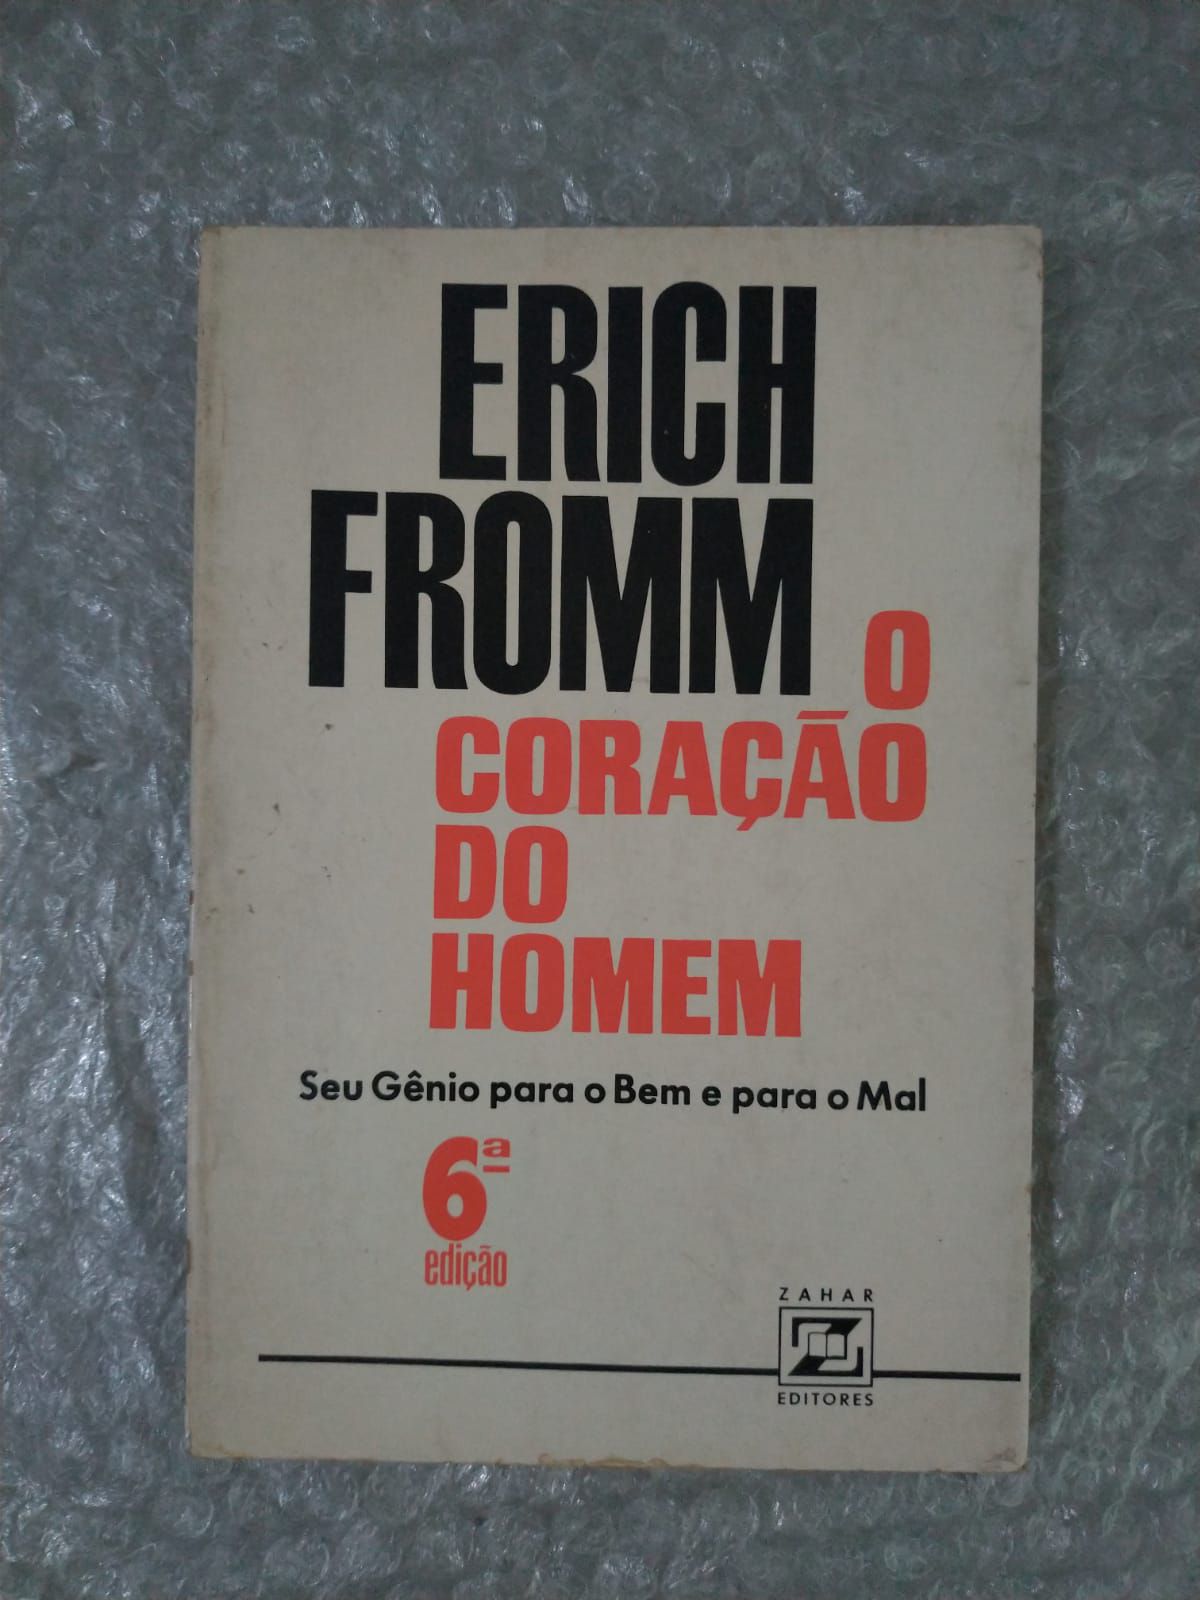 ERICH
FROMM
O
CORAÇÃO
DO
HOMEM
Seu Gênio para o Bem e para o Mal
6ª
edição
ZAHAR
EDITORES